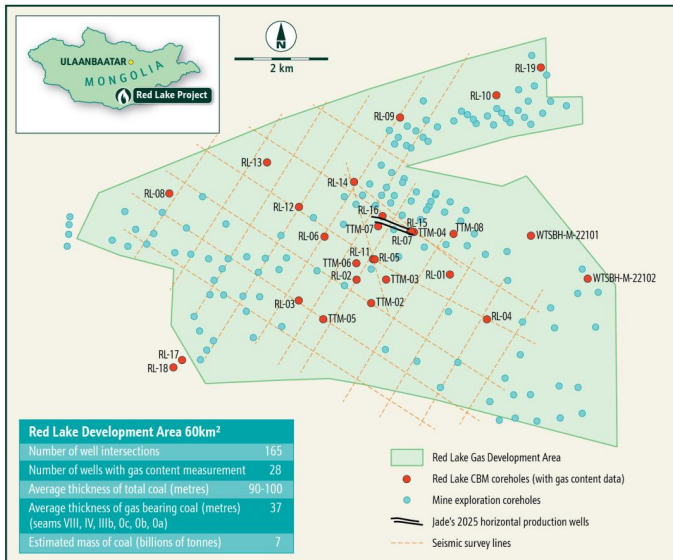 ULAANBAATAR
MONGOLIA
Red Lake Project
N
2 km
RL-19
RL-10
RL-09
RL-13
RL-14
RL-08
RL-12
RL-16
RL-15
TTM-07
TTM-04
TTM-08
RL-06
RL-07
WTSBH-M-22101
RL-11
RL-05
TTM-06
RL-02
TTM-03
RL-01
WTSBH-M-22102
RL-03
TTM-02
TTM-05
RL-04
RL-17
RL-18
Red Lake Development Area 60km²
Number of well intersections 165
Number of wells with gas content measurement 28
Average thickness of total coal (metres) 90-100
Average thickness of gas bearing coal (metres) 37
(seams VIII, IV, IIIb, 0c, 0b, 0a)
Estimated mass of coal (billions of tonnes) 7
Red Lake Gas Development Area
Red Lake CBM coreholes (with gas content data)
Mine exploration coreholes
Jade's 2025 horizontal production wells
Seismic survey lines